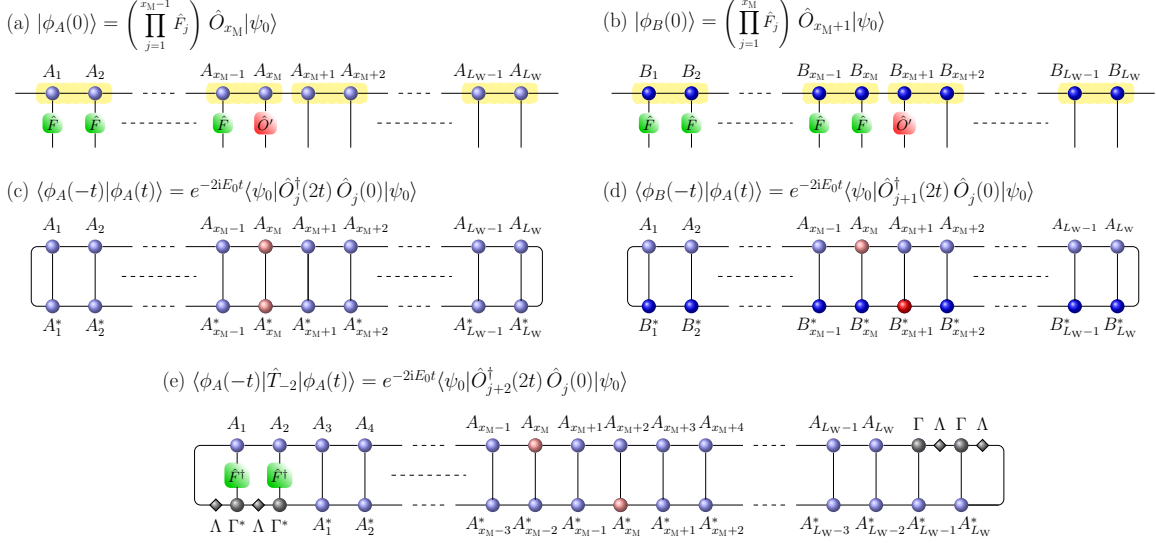 (a) |ϕ_A(0)⟩ = (∏_{j=1}^{x_M−1} F̂_j) Ô_{x_M}|ψ_0⟩
(b) |ϕ_B(0)⟩ = (∏_{j=1}^{x_M} F̂_j) Ô_{x_M+1}|ψ_0⟩
A_1 A_2 A_{x_M−1} A_{x_M} A_{x_M+1} A_{x_M+2} A_{L_W−1} A_{L_W}
B_1 B_2 B_{x_M−1} B_{x_M} B_{x_M+1} B_{x_M+2} B_{L_W−1} B_{L_W}
F̂ F̂ F̂ Ô′
F̂ F̂ F̂ F̂ Ô′
(c) ⟨ϕ_A(−t)|ϕ_A(t)⟩ = e^{−2iE_0t}⟨ψ_0|Ô_j^†(2t) Ô_j(0)|ψ_0⟩
(d) ⟨ϕ_B(−t)|ϕ_A(t)⟩ = e^{−2iE_0t}⟨ψ_0|Ô_{j+1}^†(2t) Ô_j(0)|ψ_0⟩
A_1 A_2 A_{x_M−1} A_{x_M} A_{x_M+1} A_{x_M+2} A_{L_W−1} A_{L_W}
A_1 A_2 A_{x_M−1} A_{x_M} A_{x_M+1} A_{x_M+2} A_{L_W−1} A_{L_W}
A_1^* A_2^* A_{x_M−1}^* A_{x_M}^* A_{x_M+1}^* A_{x_M+2}^* A_{L_W−1}^* A_{L_W}^*
B_1^* B_2^* B_{x_M−1}^* B_{x_M}^* B_{x_M+1}^* B_{x_M+2}^* B_{L_W−1}^* B_{L_W}^*
(e) ⟨ϕ_A(−t)|T̂_{−2}|ϕ_A(t)⟩ = e^{−2iE_0t}⟨ψ_0|Ô_{j+2}^†(2t) Ô_j(0)|ψ_0⟩
A_1 A_2 A_3 A_4 A_{x_M−1} A_{x_M} A_{x_M+1} A_{x_M+2} A_{x_M+3} A_{x_M+4} A_{L_W−1} A_{L_W} Γ Λ Γ Λ
F̂^† F̂^†
Λ Γ^* Λ Γ^* A_1^* A_2^* A_{x_M−3}^* A_{x_M−2}^* A_{x_M−1}^* A_{x_M}^* A_{x_M+1}^* A_{x_M+2}^* A_{L_W−3}^* A_{L_W−2}^* A_{L_W−1}^* A_{L_W}^*